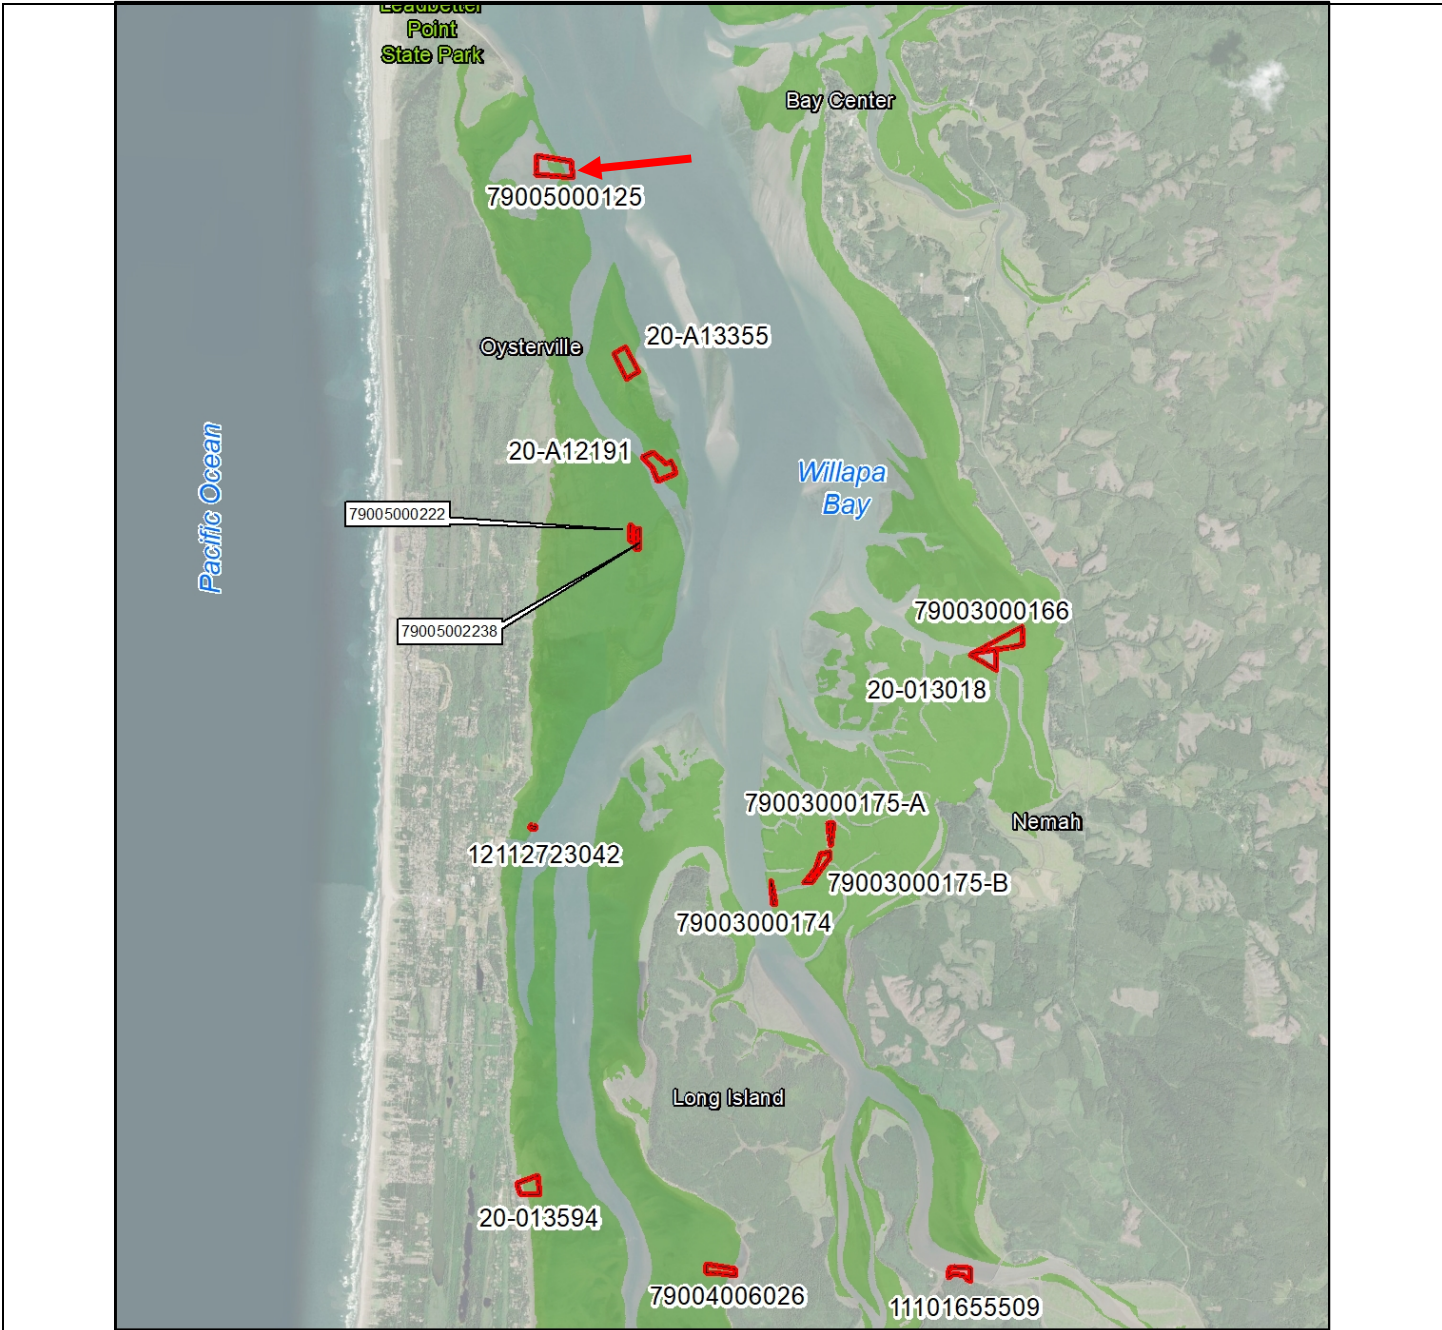 Leadbetter
Point
State Park
Bay Center
79005000125
20-A13355
Oysterville
20-A12191
Willapa
Bay
Pacific Ocean
79005000222
79005002238
79003000166
20-013018
79003000175-A
Nemah
12112723042
79003000175-B
79003000174
Long Island
20-013594
79004006026
11101655509